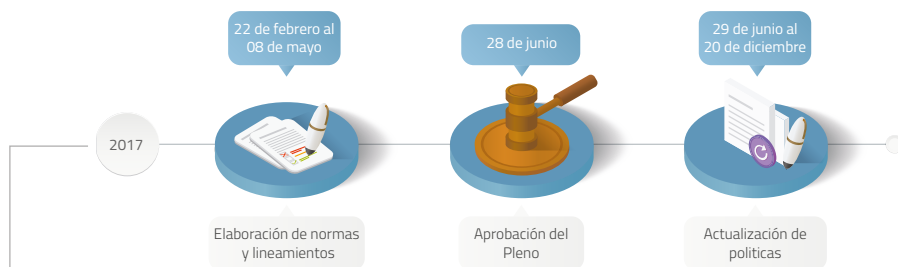 22 de febrero al
08 de mayo
28 de junio
29 de junio al
20 de diciembre
2017
Elaboración de normas
y lineamientos
Aprobación del
Pleno
Actualización de
politicas